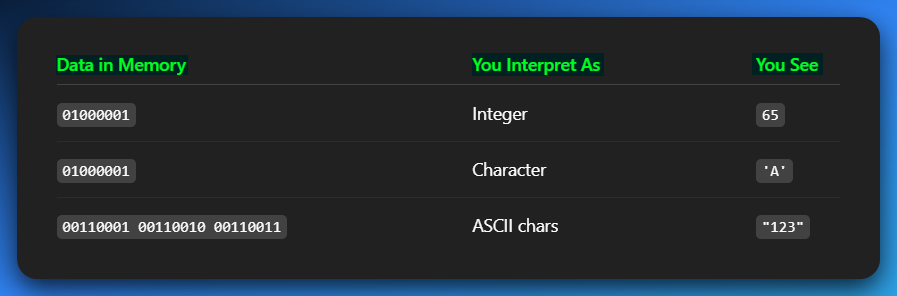 Data in Memory You Interpret As You See
01000001 Integer 65
01000001 Character 'A'
00110001 00110010 00110011 ASCII chars "123"